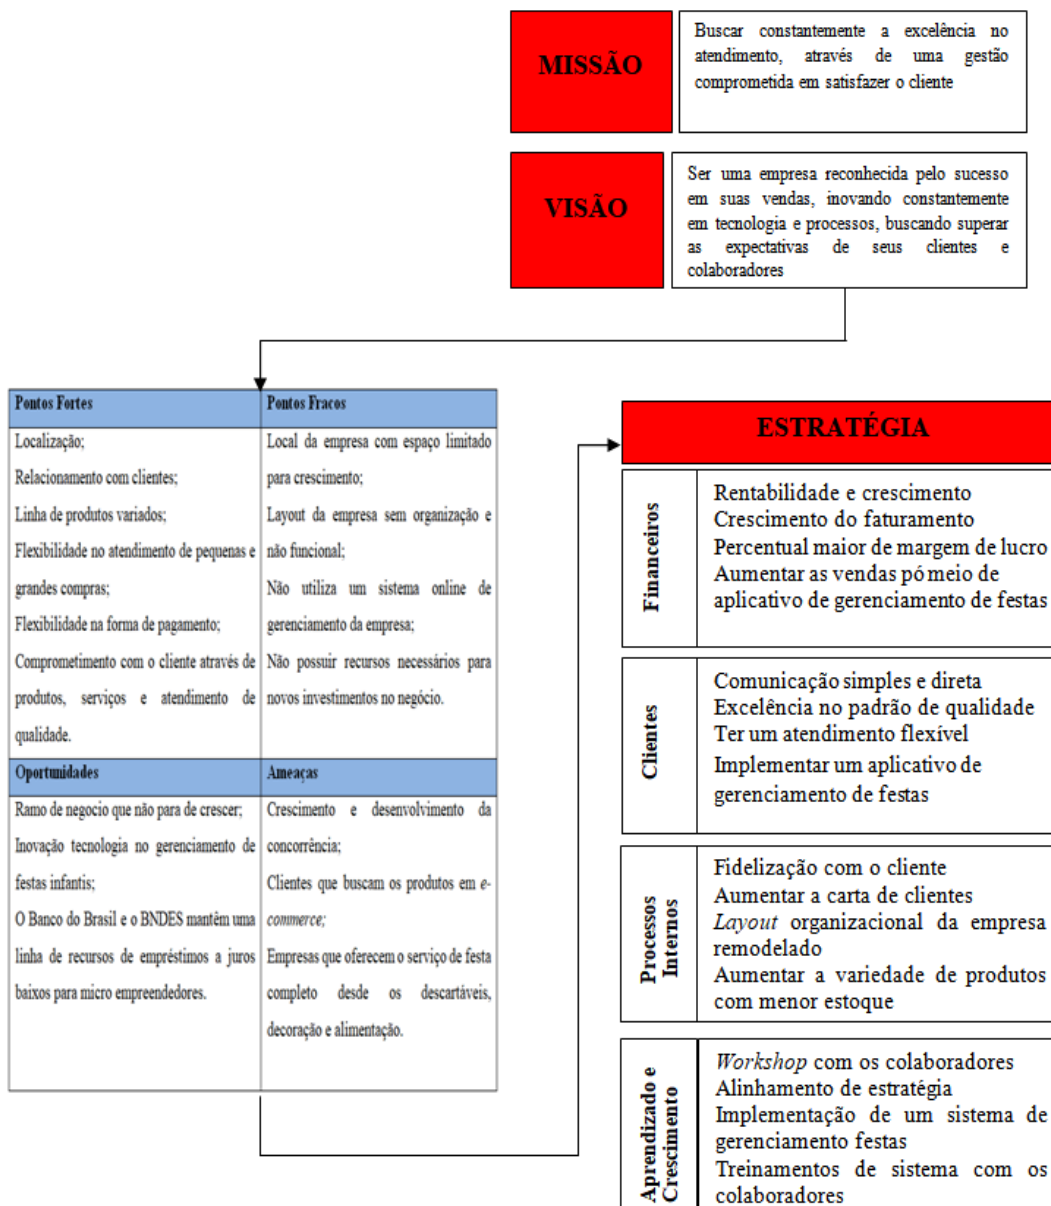 MISSÃO
Buscar constantemente a excelência no
atendimento, através de uma gestão
comprometida em satisfazer o cliente
VISÃO
Ser uma empresa reconhecida pelo sucesso
em suas vendas, inovando constantemente
em tecnologia e processos, buscando superar
as expectativas de seus clientes e
colaboradores
Pontos Fortes
Localização;
Relacionamento com clientes;
Linha de produtos variados;
Flexibilidade no atendimento de pequenas e
grandes compras;
Flexibilidade na forma de pagamento;
Comprometimento com o cliente através de
produtos, serviços e atendimento de
qualidade.
Pontos Fracos
Local da empresa com espaço limitado
para crescimento;
Layout da empresa sem organização e
não funcional;
Não utiliza um sistema online de
gerenciamento da empresa;
Não possuir recursos necessários para
novos investimentos no negócio.
Oportunidades
Ramo de negocio que não para de crescer;
Inovação tecnologia no gerenciamento de
festas infantis;
O Banco do Brasil e o BNDES mantêm uma
linha de recursos de empréstimos a juros
baixos para micro empreendedores.
Ameaças
Crescimento e desenvolvimento da
concorrência;
Clientes que buscam os produtos em e-
commerce;
Empresas que oferecem o serviço de festa
completo desde os descartáveis,
decoração e alimentação.
ESTRATÉGIA
Financeiros
Rentabilidade e crescimento
Crescimento do faturamento
Percentual maior de margem de lucro
Aumentar as vendas pó meio de
aplicativo de gerenciamento de festas
Clientes
Comunicação simples e direta
Excelência no padrão de qualidade
Ter um atendimento flexível
Implementar um aplicativo de
gerenciamento de festas
Processos
Internos
Fidelização com o cliente
Aumentar a carta de clientes
Layout organizacional da empresa
remodelado
Aumentar a variedade de produtos
com menor estoque
Aprendizado e
Crescimento
Workshop com os colaboradores
Alinhamento de estratégia
Implementação de um sistema de
gerenciamento festas
Treinamentos de sistema com os
colaboradores